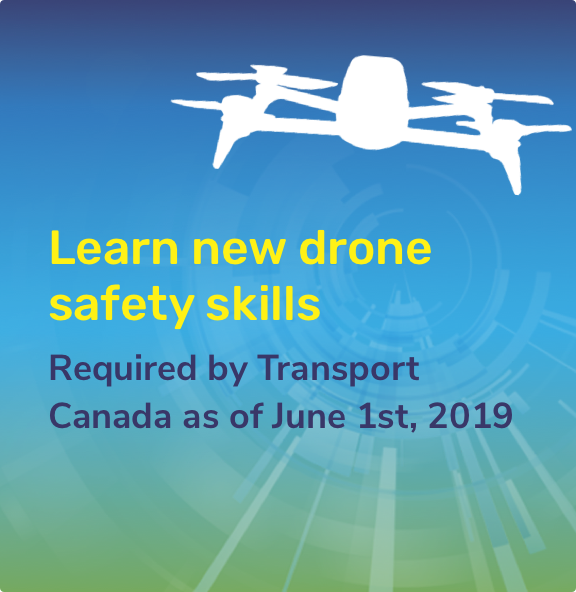 Learn new drone
safety skills
Required by Transport
Canada as of June 1st, 2019